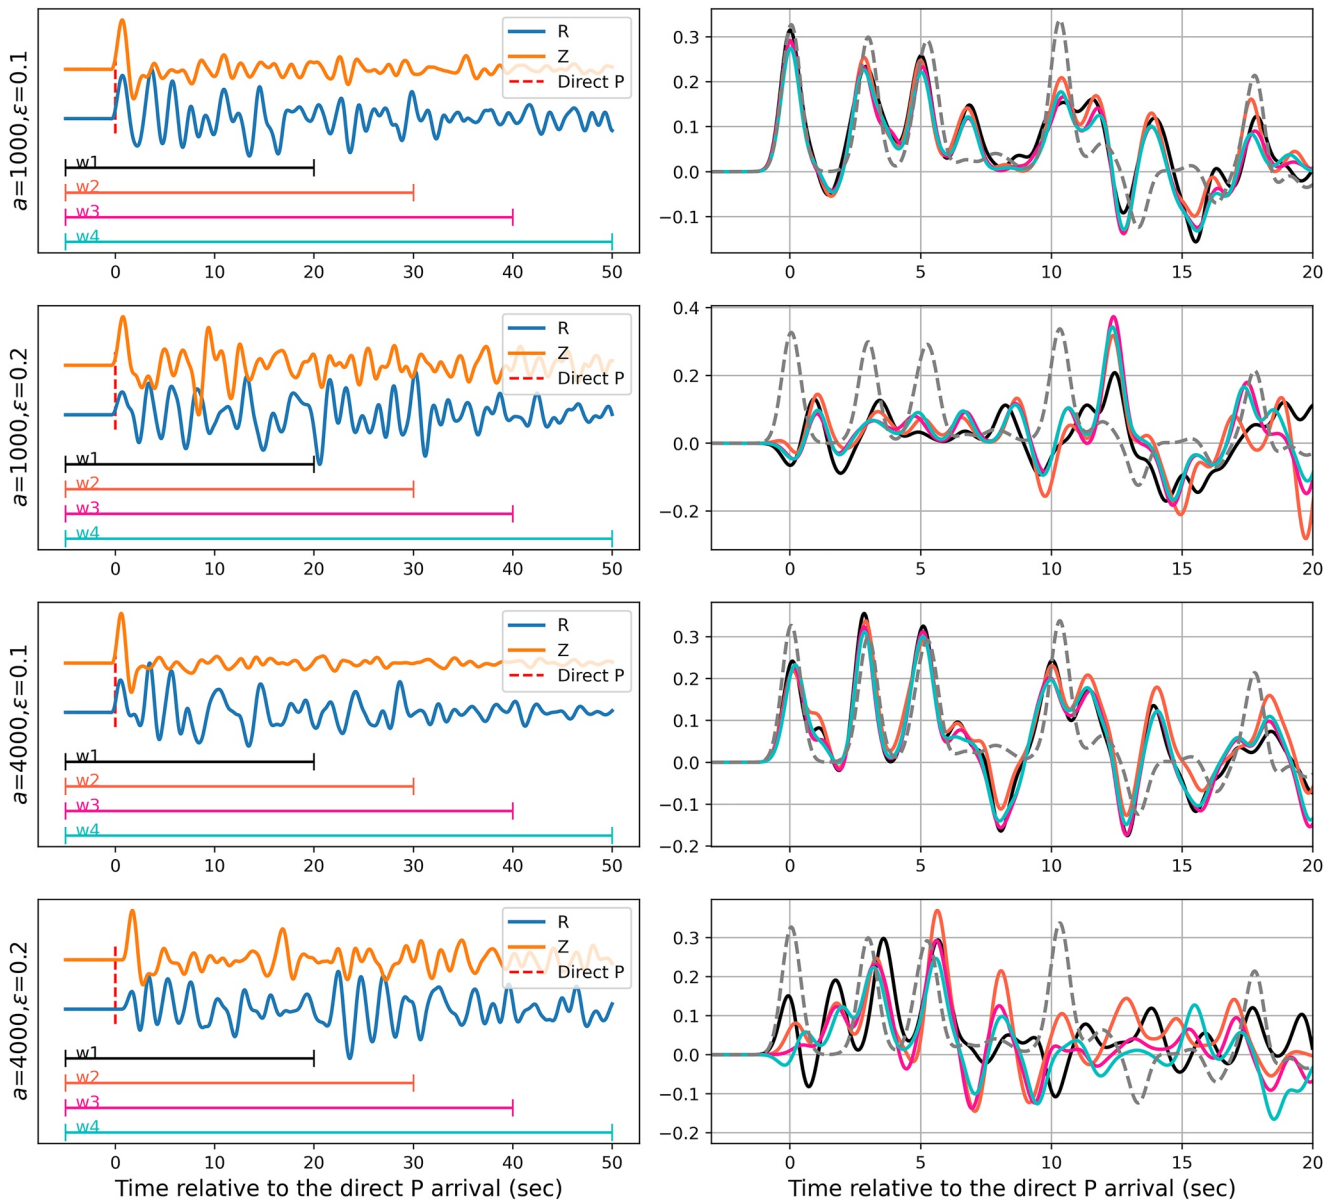 a=1000,ε=0.1
R
Z
Direct P
w1
w2
w3
w4
0 10 20 30 40 50
0.3
0.2
0.1
0.0
−0.1
0 5 10 15 20
a=1000,ε=0.2
R
Z
Direct P
w1
w2
w3
w4
0 10 20 30 40 50
0.4
0.2
0.0
−0.2
0 5 10 15 20
a=4000,ε=0.1
R
Z
Direct P
w1
w2
w3
w4
0 10 20 30 40 50
0.3
0.2
0.1
0.0
−0.1
−0.2
0 5 10 15 20
a=4000,ε=0.2
R
Z
Direct P
w1
w2
w3
w4
0 10 20 30 40 50
Time relative to the direct P arrival (sec)
0.3
0.2
0.1
0.0
−0.1
−0.2
0 5 10 15 20
Time relative to the direct P arrival (sec)